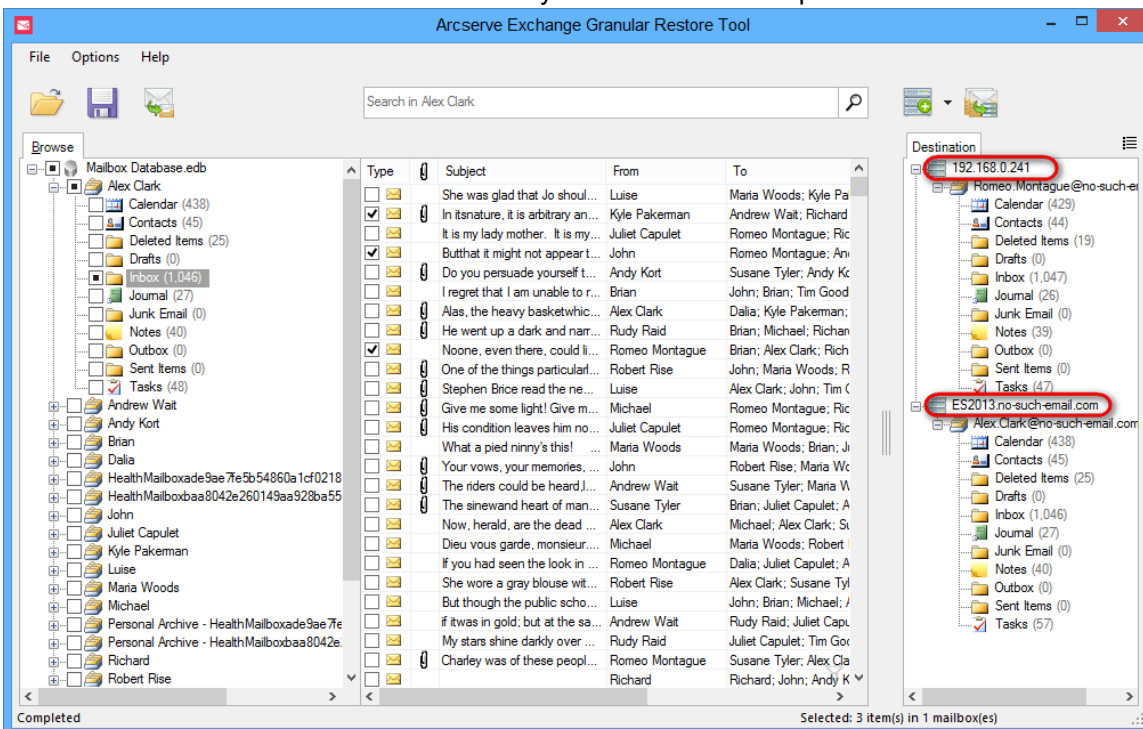 Arcserve Exchange Granular Restore Tool
File Options Help
Search in Alex Clark
Browse
Mailbox Database.edb
Alex Clark
Calendar (438)
Contacts (45)
Deleted Items (25)
Drafts (0)
Inbox (1,046)
Journal (27)
Junk Email (0)
Notes (40)
Outbox (0)
Sent Items (0)
Tasks (48)
Andrew Wait
Andy Kort
Brian
Dalia
HealthMailboxade9ae7fe5b54860a1cf0218
HealthMailboxbaa8042e260149aa928ba55
John
Juliet Capulet
Kyle Pakerman
Luise
Maria Woods
Michael
Personal Archive - HealthMailboxade9ae7fe
Personal Archive - HealthMailboxbaa8042e
Richard
Robert Rise
Type Subject From To
She was glad that Jo shoul... Luise Maria Woods; Kyle Pa
In itsnature, it is arbitrary an... Kyle Pakerman Andrew Wait; Richard
It is my lady mother. It is my... Juliet Capulet Romeo Montague; Ric
Butthat it might not appear t... John Romeo Montague; An
Do you persuade yourself t... Andy Kort Susane Tyler; Andy Ko
I regret that I am unable to r... Brian John; Brian; Tim Good
Alas, the heavy basketwhic... Alex Clark Dalia; Kyle Pakerman;
He went up a dark and narr... Rudy Raid Brian; Michael; Richan
Noone, even there, could li... Romeo Montague Brian; Alex Clark; Rich
One of the things particularl... Robert Rise John; Maria Woods; R
Stephen Brice read the ne... Luise Alex Clark; John; Tim C
Give me some light! Give m... Michael Romeo Montague; Ric
His condition leaves him no... Juliet Capulet Romeo Montague; Ric
What a pied ninny's this! ... Maria Woods Maria Woods; Brian; Ju
Your vows, your memories, ... John Robert Rise; Maria Wo
The riders could be heard,I... Andrew Wait Susane Tyler; Maria W
The sinewand heart of man... Susane Tyler Brian; Juliet Capulet; A
Now, herald, are the dead ... Alex Clark Michael; Alex Clark; Su
Dieu vous garde, monsieur.... Michael Maria Woods; Robert
If you had seen the look in ... Romeo Montague Dalia; Juliet Capulet; A
She wore a gray blouse wit... Robert Rise Alex Clark; Susane Tyl
But though the public scho... Luise John; Brian; Michael; A
if itwas in gold; but at the sa... Andrew Wait Rudy Raid; Juliet Capu
My stars shine darkly over ... Rudy Raid Juliet Capulet; Tim Goo
Charley was of these peopl... Romeo Montague Susane Tyler; Alex Cla
Richard Richard; John; Andy K
Destination
192.168.0.241
Romeo.Montague@no-such-em
Calendar (429)
Contacts (44)
Deleted Items (19)
Drafts (0)
Inbox (1,047)
Journal (26)
Junk Email (0)
Notes (39)
Outbox (0)
Sent Items (0)
Tasks (47)
ES2013.no-such-email.com
Alex.Clark@no-such-email.com
Calendar (438)
Contacts (45)
Deleted Items (25)
Drafts (0)
Inbox (1,046)
Journal (27)
Junk Email (0)
Notes (40)
Outbox (0)
Sent Items (0)
Tasks (57)
Completed
Selected: 3 item(s) in 1 mailbox(es)